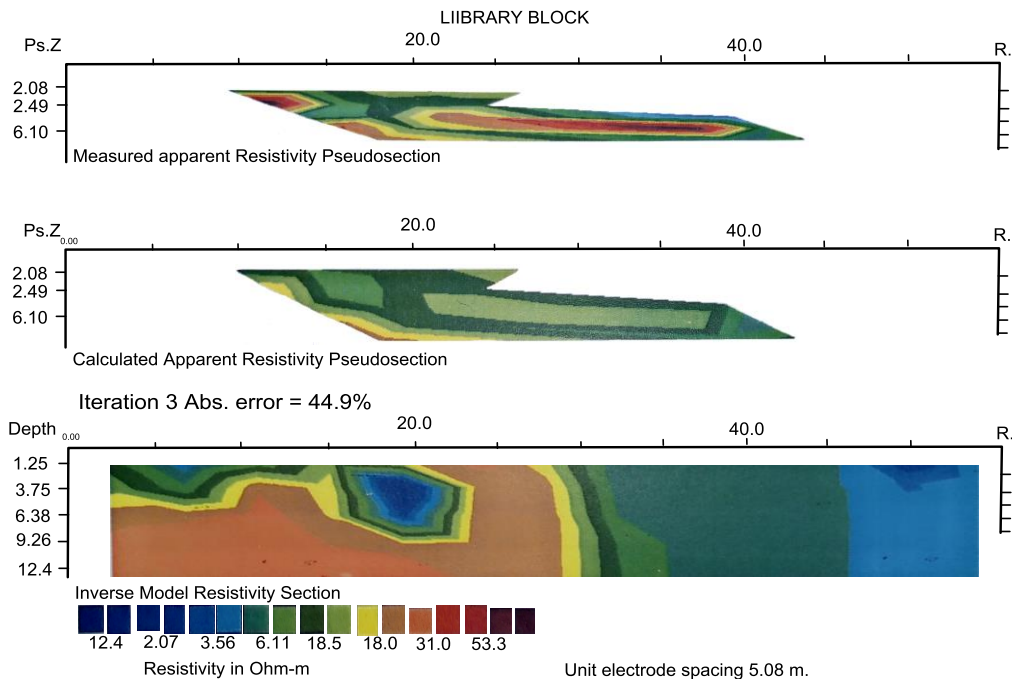 LIIBRARY BLOCK
Ps.Z 20.0 40.0 R.
2.08
2.49
6.10
Measured apparent Resistivity Pseudosection
Ps.Z 0.00 20.0 40.0 R.
2.08
2.49
6.10
Calculated Apparent Resistivity Pseudosection
Iteration 3 Abs. error = 44.9%
Depth 0.00 20.0 40.0 R.
1.25
3.75
6.38
9.26
12.4
Inverse Model Resistivity Section
12.4 2.07 3.56 6.11 18.5 18.0 31.0 53.3
Resistivity in Ohm-m Unit electrode spacing 5.08 m.